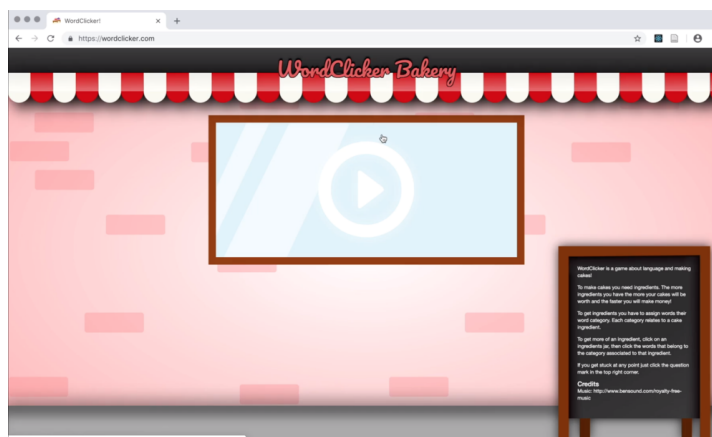 WordClicker!
https://wordclicker.com
WordClicker Bakery
WordClicker is a game about language and making
cakes!
To make cakes you need ingredients. The more
ingredients you have the more your cakes will be
worth and the faster you will make money!
To get ingredients you have to assign words their
word category. Each category relates to a cake
ingredient.
To get more of an ingredient, click on an
ingredients jar, then click the words that belong to
the category associated to that ingredient.
If you get stuck at any point just click the question
mark in the top right corner.
Credits
Music: http://www.bensound.com/royalty-free-
music